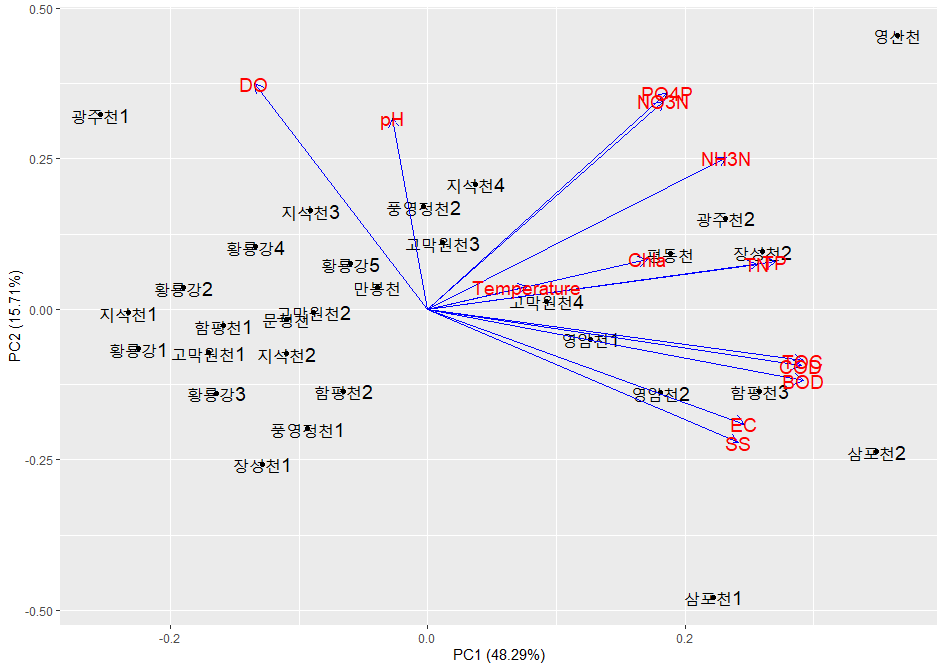 0.50
영산천
DO
광주천1
PO4P
NO3N
pH
0.25
NH3N
지석천4
지석천3
풍영정천2
광주천2
황룡강4
고막원천3
장성천2
평동천
Chla
TP
TN
황룡강5
황룡강2
만봉천
Temperature
고막원천4
0.00
지석천1
고막원천2
문평천
함평천1
영암천1
황룡강1
고막원천1
지석천2
TOC
COD
BOD
황룡강3
함평천2
영암천2
함평천3
EC
풍영정천1
SS
-0.25
장성천1
삼포천2
삼포천1
-0.50
-0.2
0.0
0.2
PC1 (48.29%)
PC2 (15.71%)